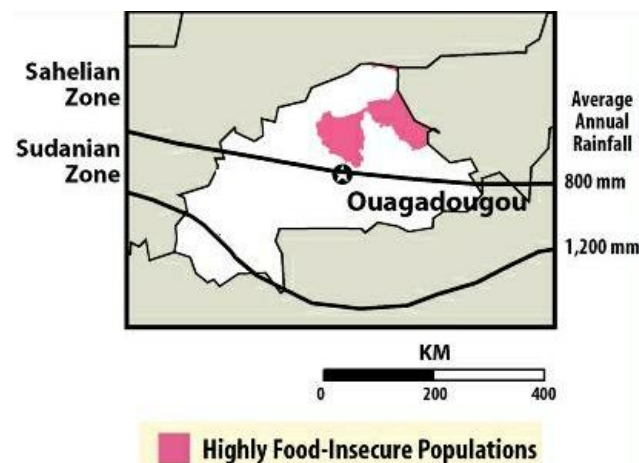 Sahelian
Zone
Sudanian
Zone
Average
Annual
Rainfall
800 mm
Ouagadougou
1,200 mm
KM
0 200 400
Highly Food-Insecure Populations